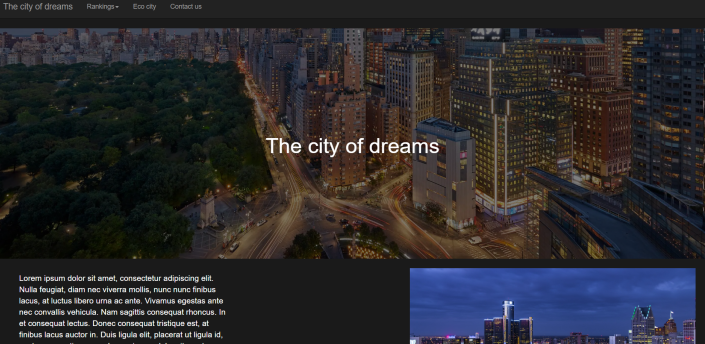 The city of dreams Rankings Eco city Contact us
The city of dreams
Lorem ipsum dolor sit amet, consectetur adipiscing elit.
Nulla feugiat, diam nec viverra mollis, nunc nunc finibus
lacus, at luctus libero urna ac ante. Vivamus egestas ante
nec convallis vehicula. Nam sagittis consequat rhoncus. In
et consequat lectus. Donec consequat tristique est, at
finibus lacus auctor in. Duis ligula elit, placerat ut ligula id,